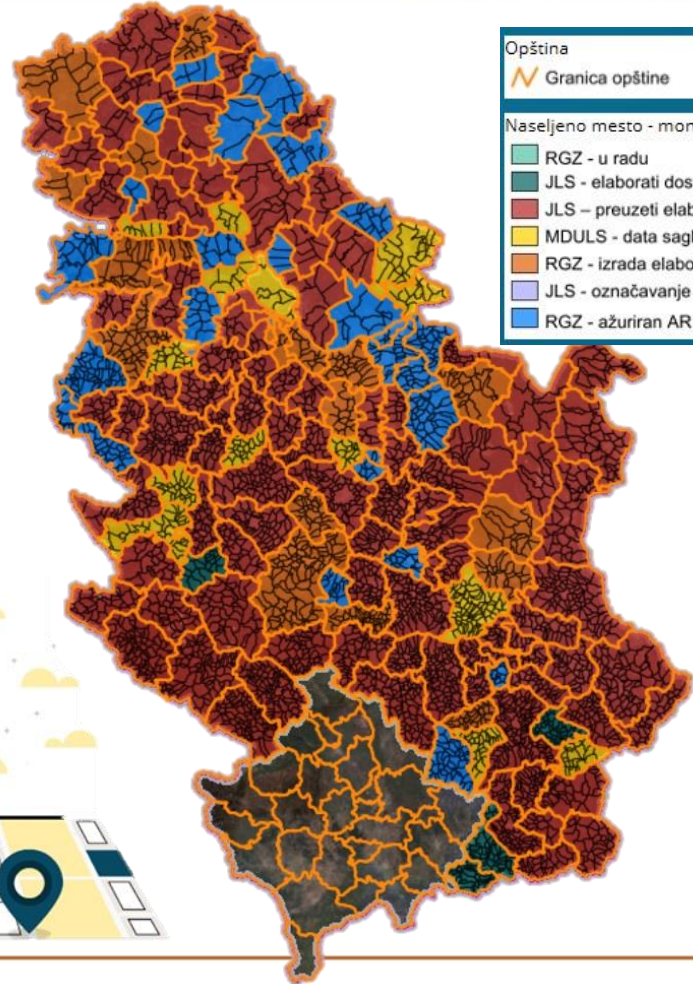 Opština
Granica opštine
Naseljeno mesto - mon
RGZ - u radu
JLS - elaborati dos
JLS – preuzeti elab
MDULS - data sagl
RGZ - izrada elabo
JLS - označavanje
RGZ - ažuriran AR